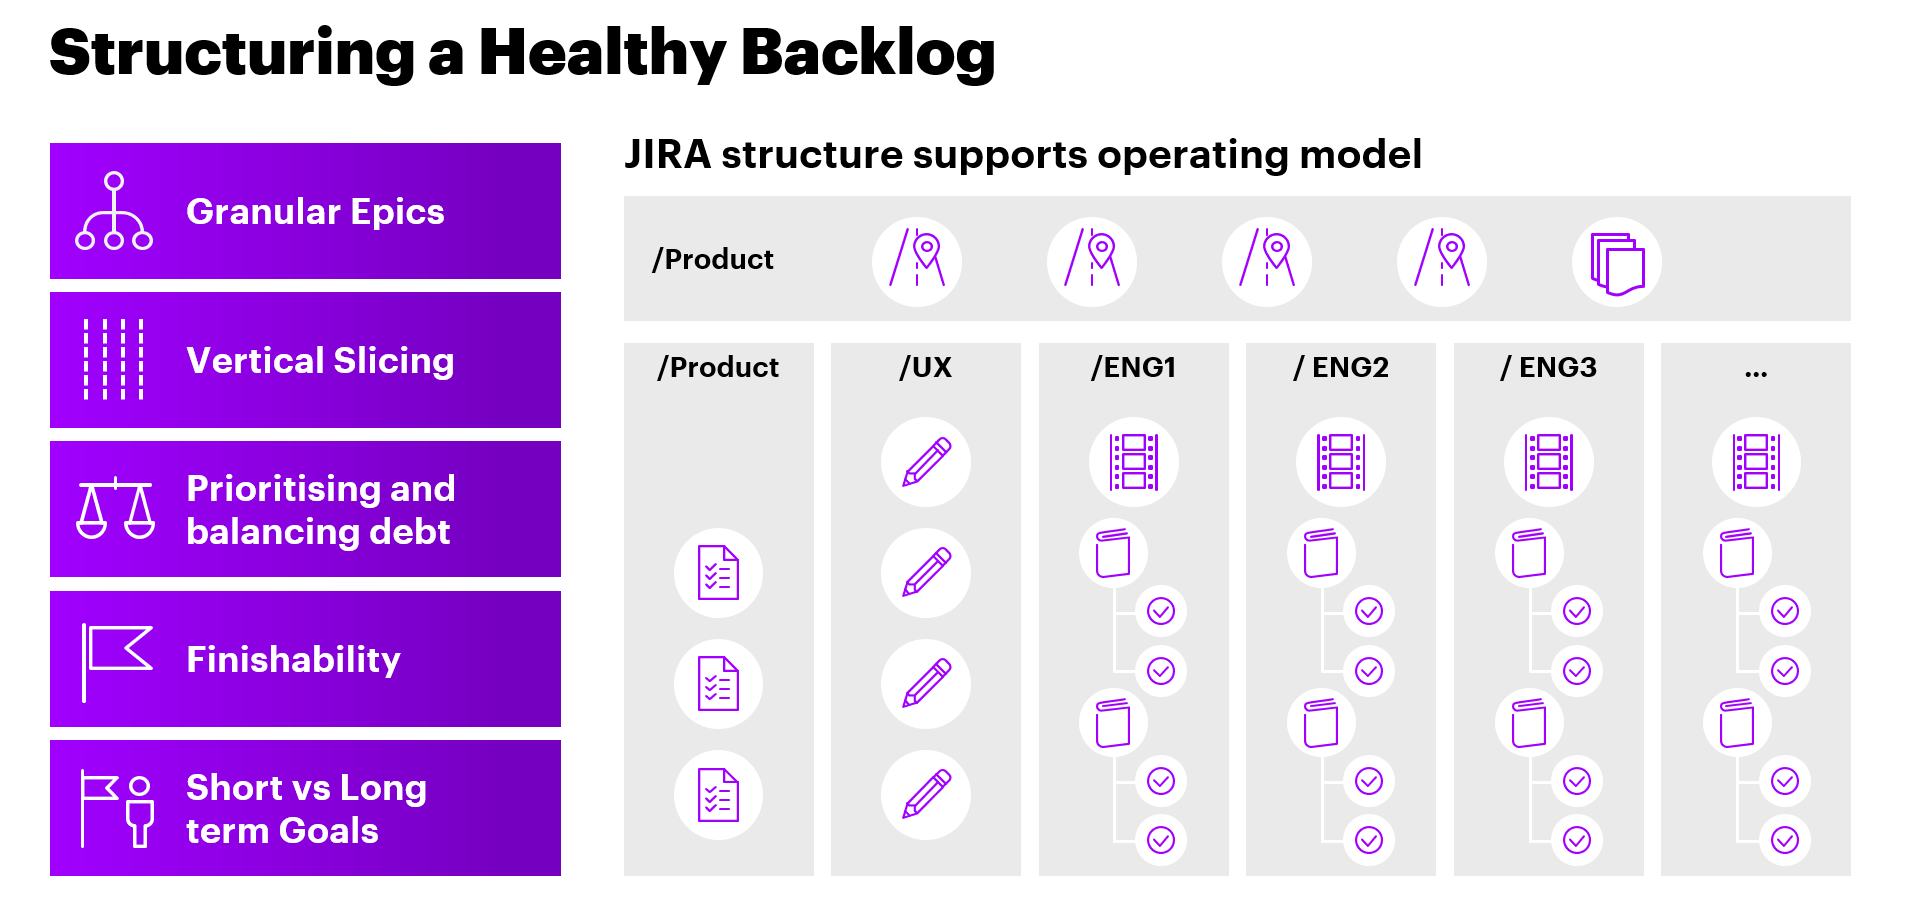 Structuring a Healthy Backlog
Granular Epics
Vertical Slicing
Prioritising and
balancing debt
Finishability
Short vs Long
term Goals
JIRA structure supports operating model
/Product
/Product
/UX
/ENG1
/ ENG2
/ ENG3
...